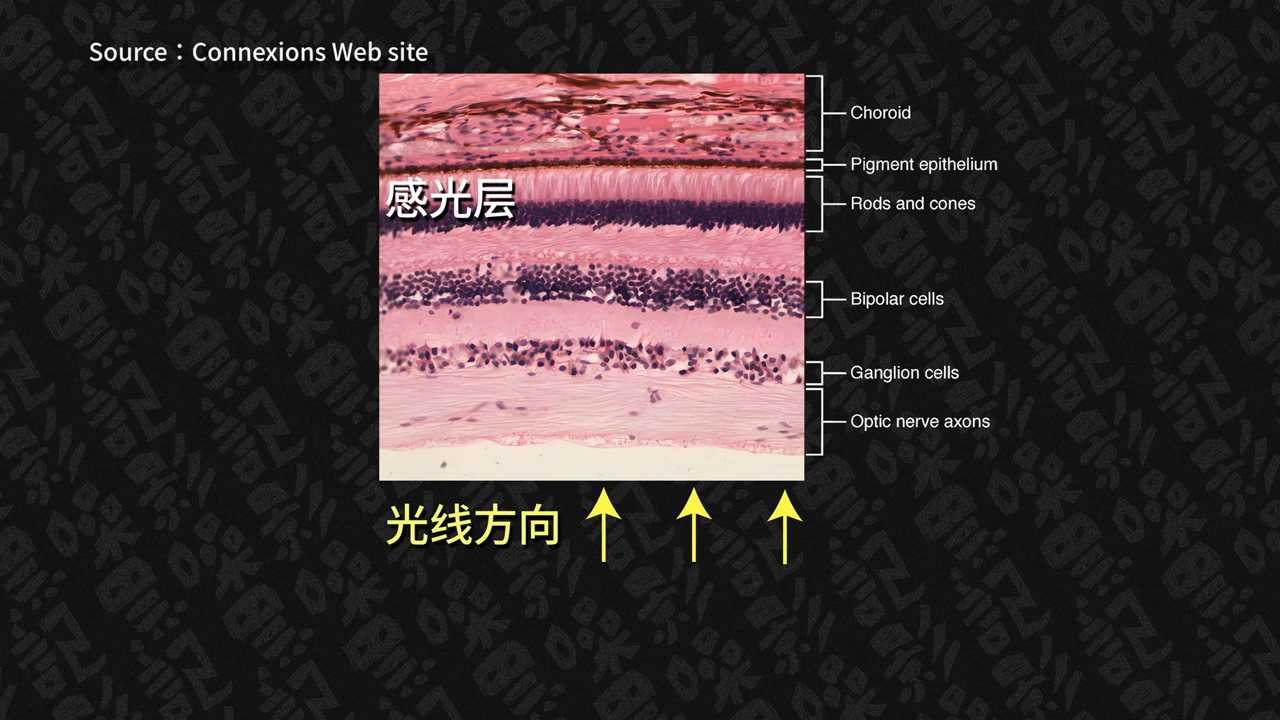 Source：Connexions Web site
Choroid
Pigment epithelium
感光层
Rods and cones
Bipolar cells
Ganglion cells
Optic nerve axons
光线方向